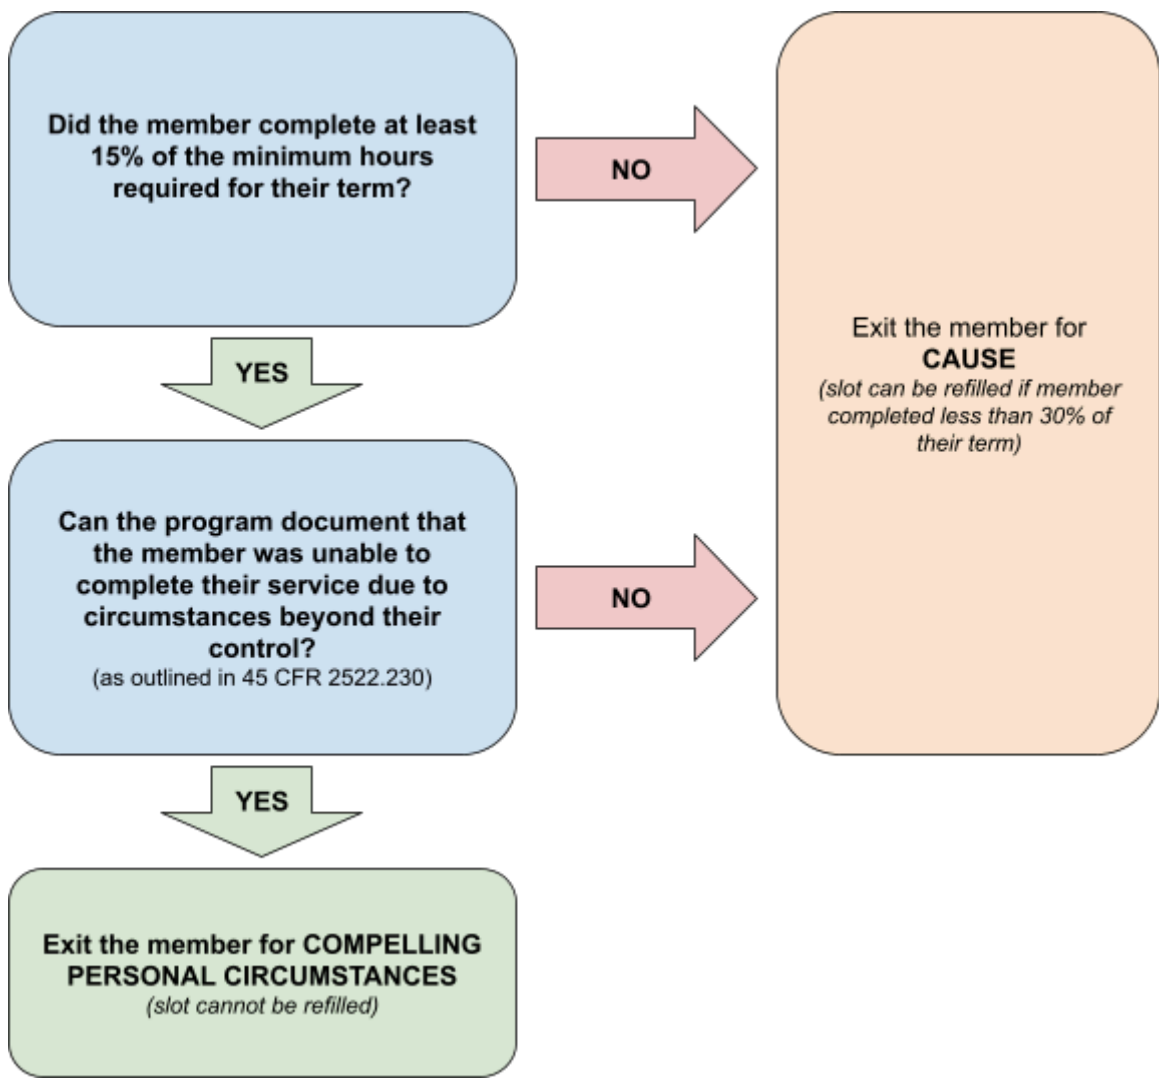 Did the member complete at least
15% of the minimum hours
required for their term?
NO
YES
Can the program document that
the member was unable to
complete their service due to
circumstances beyond their
control?
(as outlined in 45 CFR 2522.230)
NO
Exit the member for
CAUSE
(slot can be refilled if member
completed less than 30% of
their term)
YES
Exit the member for COMPELLING
PERSONAL CIRCUMSTANCES
(slot cannot be refilled)